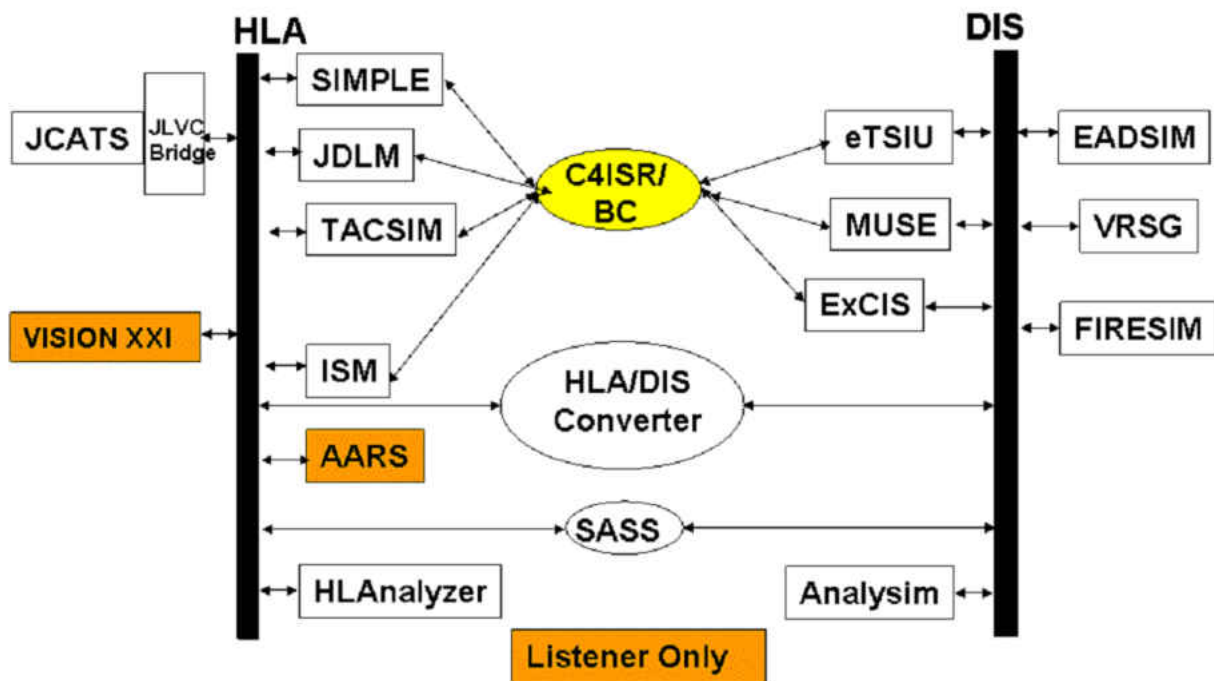 HLA
DIS
SIMPLE
JCATS
JLVC
Bridge
JDLM
TACSIM
VISION XXI
ISM
AARS
HLAnalyzer
C4ISR/
BC
HLA/DIS
Converter
SASS
eTSIU
MUSE
ExCIS
Analysim
EADSIM
VRSG
FIRESIM
Listener Only